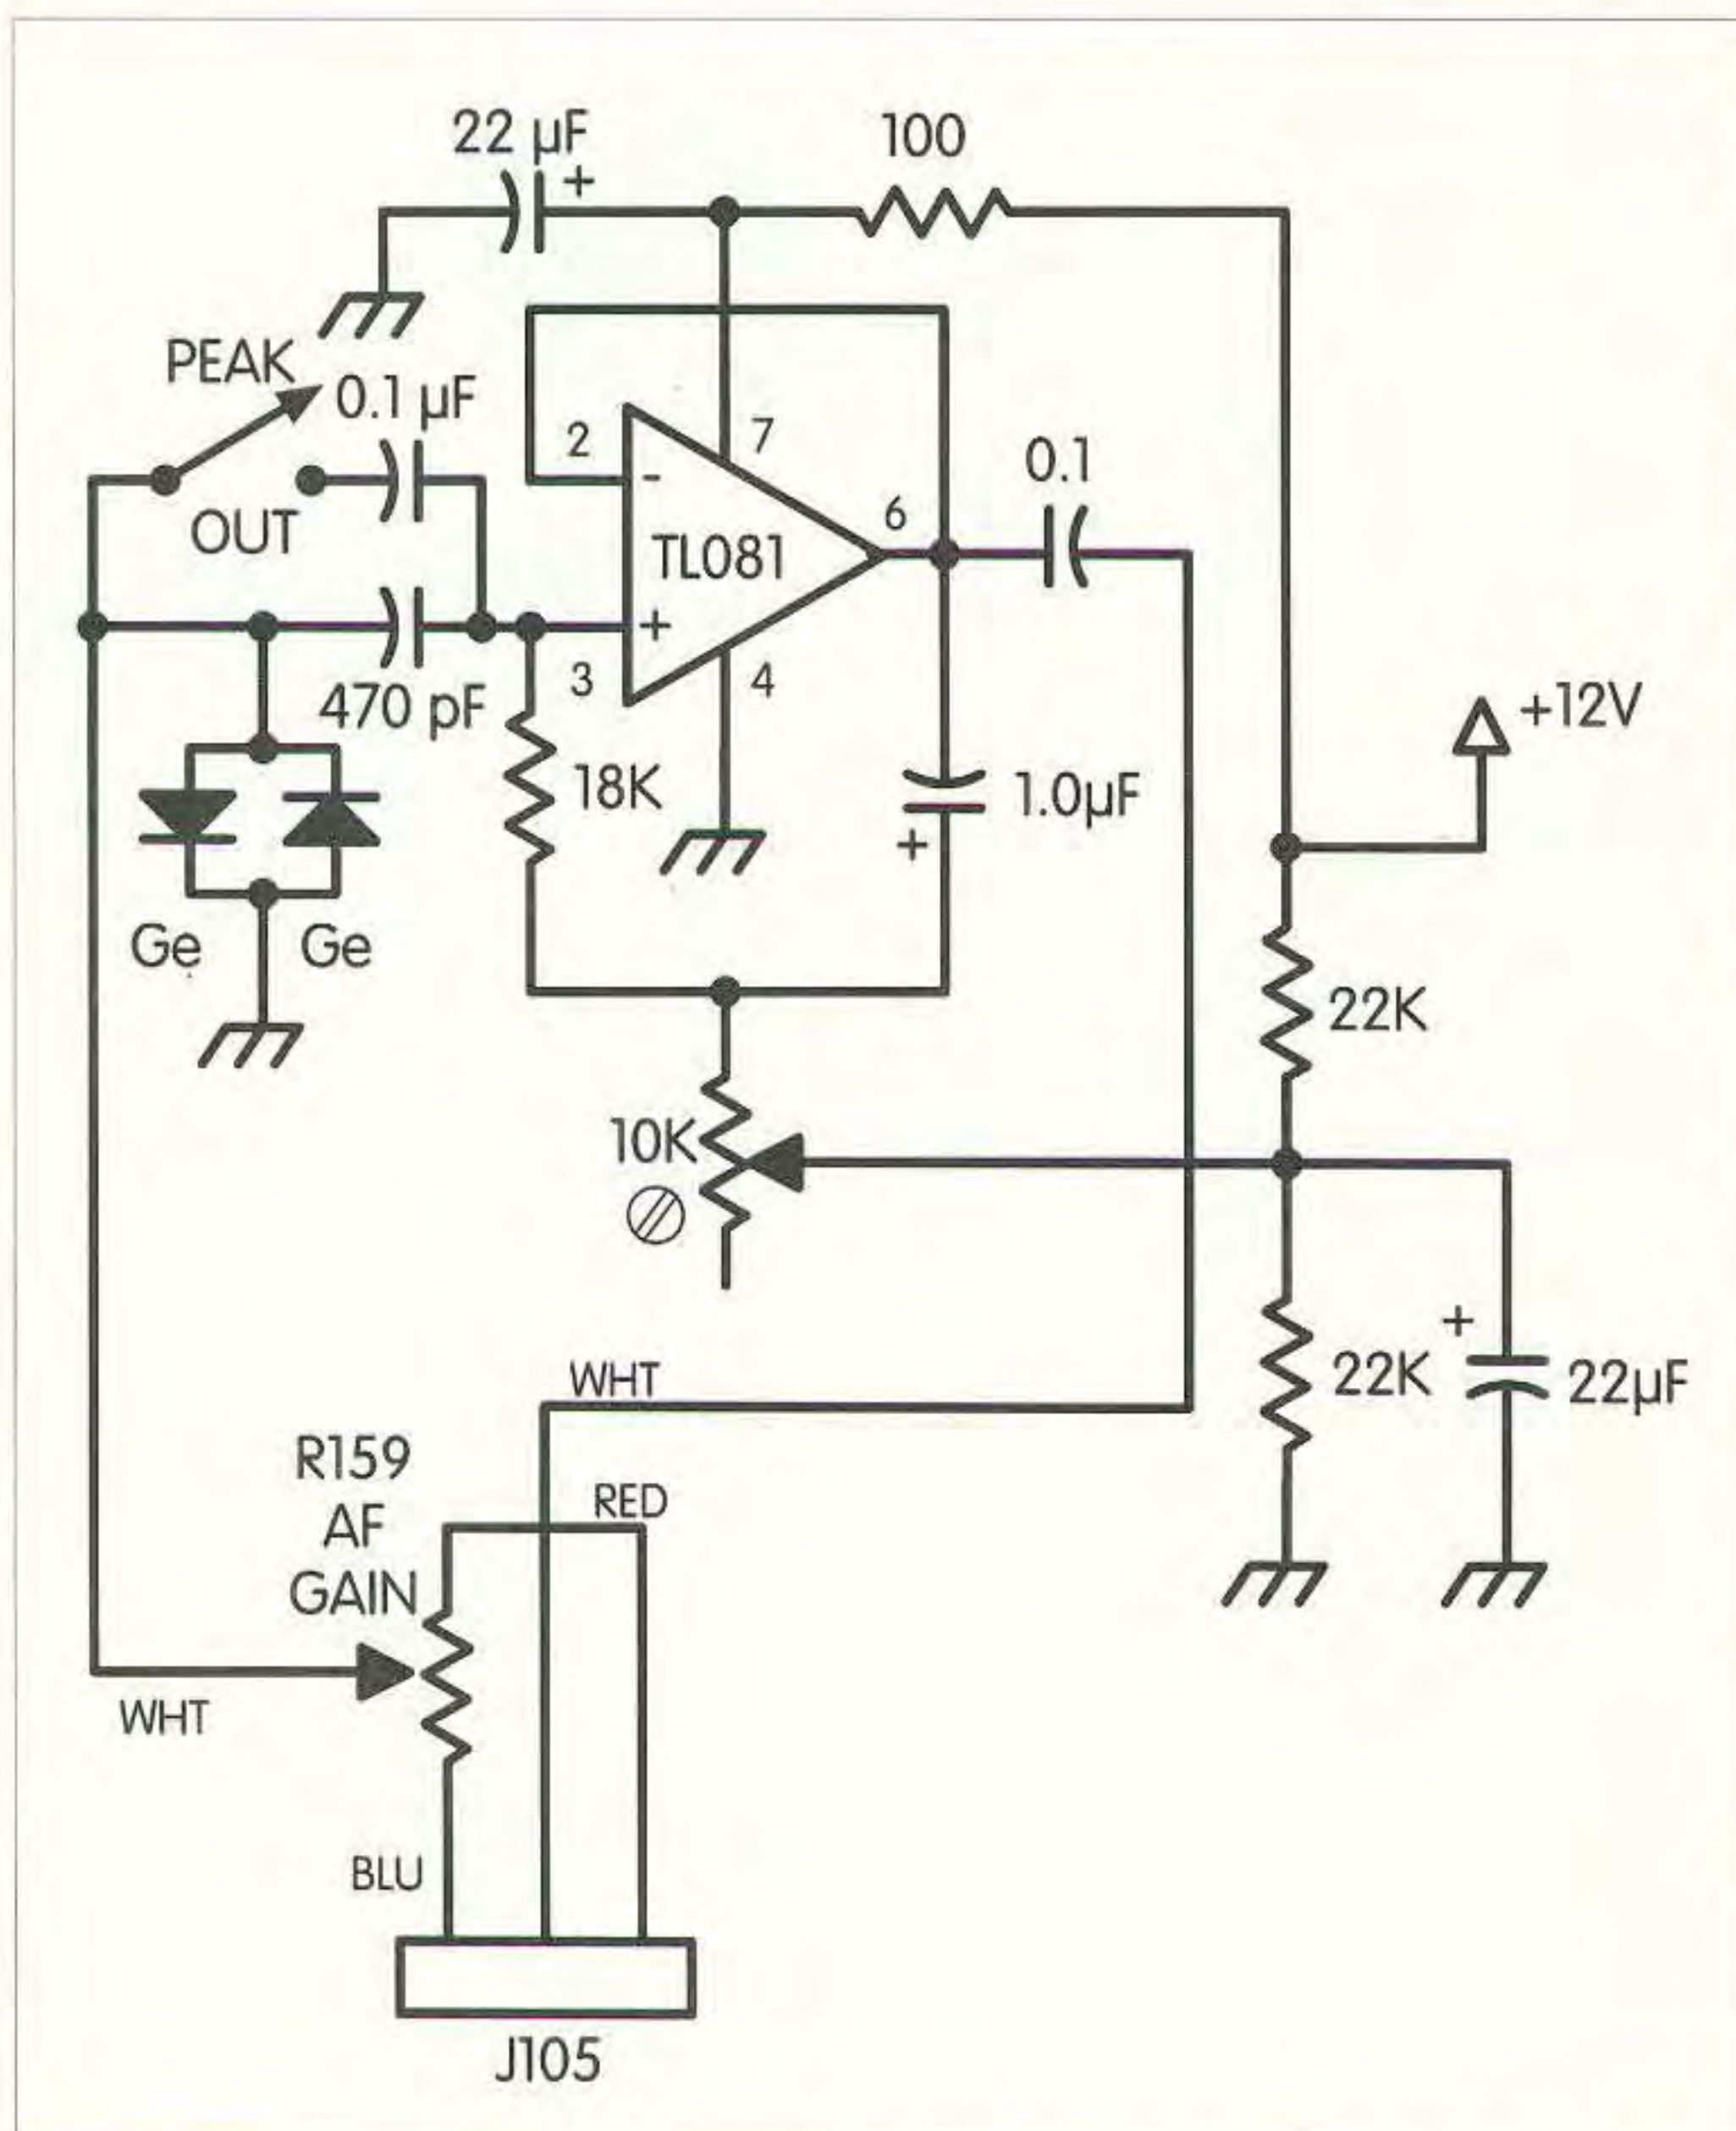 22 µF
+
100
PEAK
0.1 µF
OUT
2
7
-
TL081
6
0.1
+
3
4
470 pF
18K
1.0µF
+
+12V
Ge
Ge
22K
10K
WHT
+
22K
22µF
R159
AF
GAIN
RED
WHT
BLU
J105